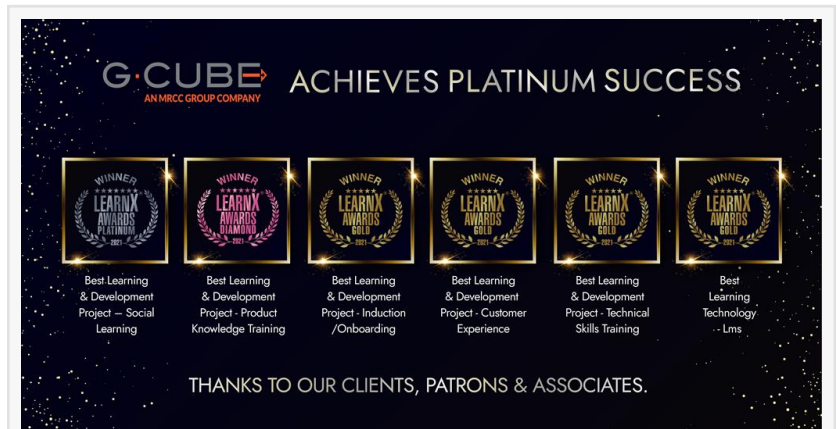 G·CUBE
AN MRCC GROUP COMPANY
ACHIEVES PLATINUM SUCCESS
WINNER
LEARNX
AWARDS
PLATINUM
2021
Best Learning
& Development
Project – Social
Learning
WINNER
LEARNX
AWARDS
DIAMOND
2021
Best Learning
& Development
Project - Product
Knowledge Training
WINNER
LEARNX
AWARDS
GOLD
2021
Best Learning
& Development
Project - Induction
/Onboarding
WINNER
LEARNX
AWARDS
GOLD
2021
Best Learning
& Development
Project - Customer
Experience
WINNER
LEARNX
AWARDS
GOLD
2021
Best Learning
& Development
Project - Technical
Skills Training
WINNER
LEARNX
AWARDS
GOLD
2021
Best
Learning
Technology
- Lms
THANKS TO OUR CLIENTS, PATRONS & ASSOCIATES.